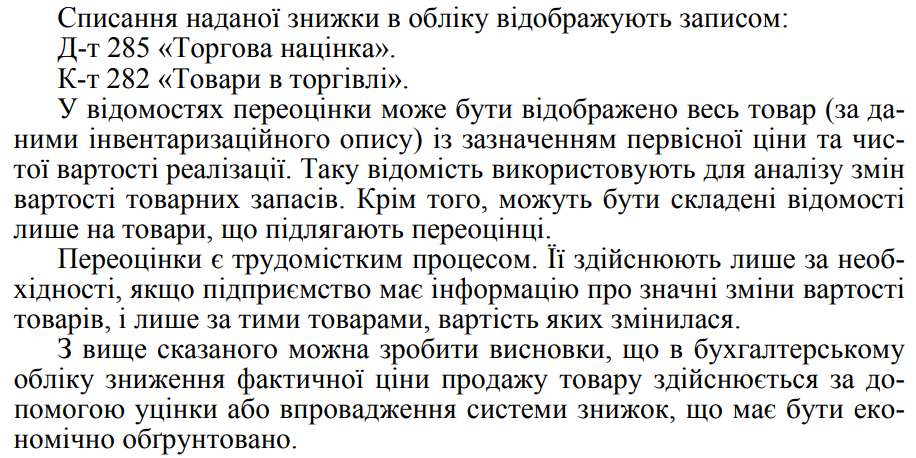 Списання наданої знижки в обліку відображують записом:
Д-т 285 «Торгова націнка».
К-т 282 «Товари в торгівлі».
У відомостях переоцінки може бути відображено весь товар (за да-
ними інвентаризаційного опису) із зазначенням первісної ціни та чис-
тої вартості реалізації. Таку відомість використовують для аналізу змін
вартості товарних запасів. Крім того, можуть бути складені відомості
лише на товари, що підлягають переоцінці.
Переоцінки є трудомістким процесом. Її здійснюють лише за необ-
хідності, якщо підприємство має інформацію про значні зміни вартості
товарів, і лише за тими товарами, вартість яких змінилася.
З вище сказаного можна зробити висновки, що в бухгалтерському
обліку зниження фактичної ціни продажу товару здійснюється за до-
помогою уцінки або впровадження системи знижок, що має бути еко-
номічно обґрунтовано.